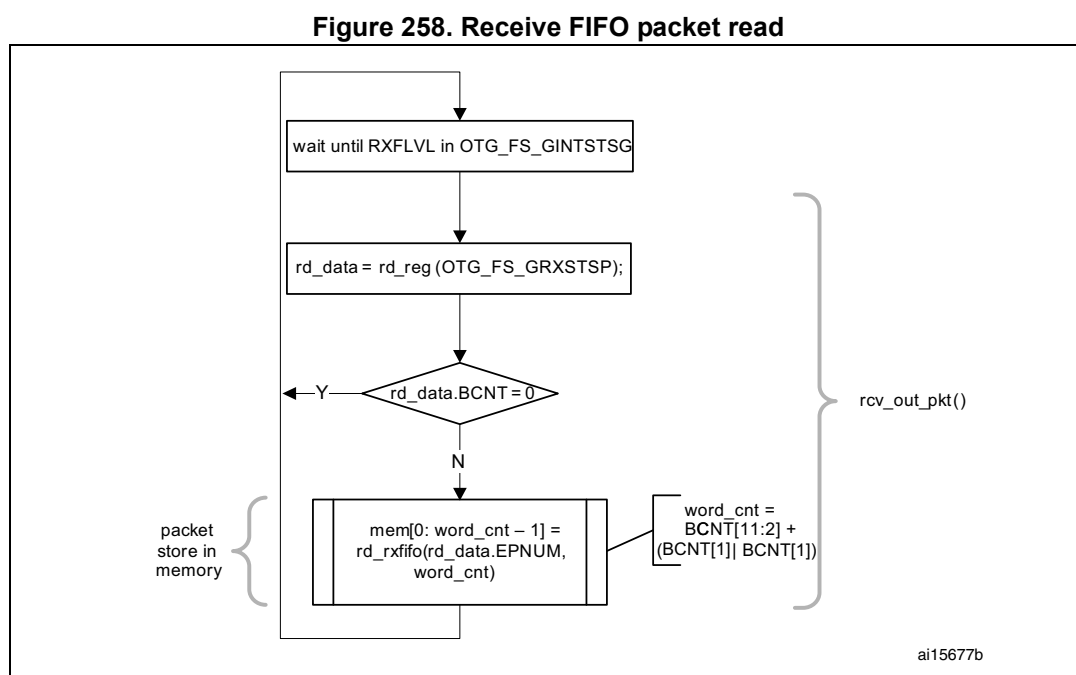 Figure 258. Receive FIFO packet read
wait until RXFLVL in OTG_FS_GINTSTSG
rd_data = rd_reg (OTG_FS_GRXSTSP);
rd_data.BCNT = 0
Y
rcv_out_pkt()
N
packet
store in
memory
mem[0: word_cnt – 1] =
rd_rxfifo(rd_data.EPNUM,
word_cnt)
word_cnt =
BCNT[11:2] +
(BCNT[1]| BCNT[1])
ai15677b